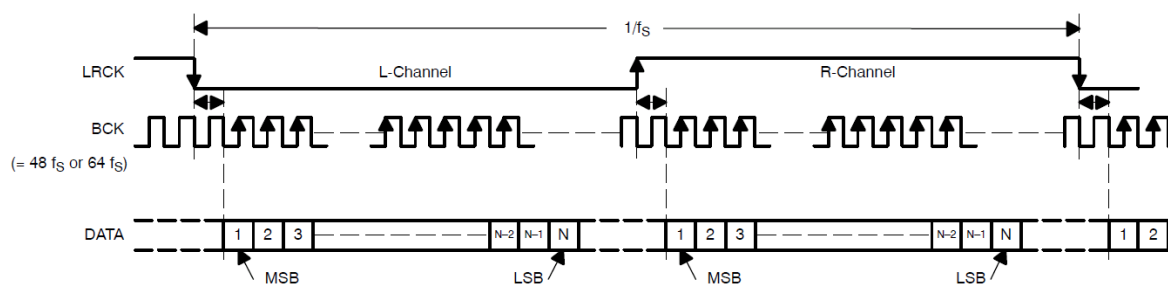 1/fS
LRCK L-Channel R-Channel
BCK
(= 48 fS or 64 fS)
DATA 1 2 3 N–2 N–1 N 1 2 3 N–2 N–1 N 1 2
MSB LSB MSB LSB